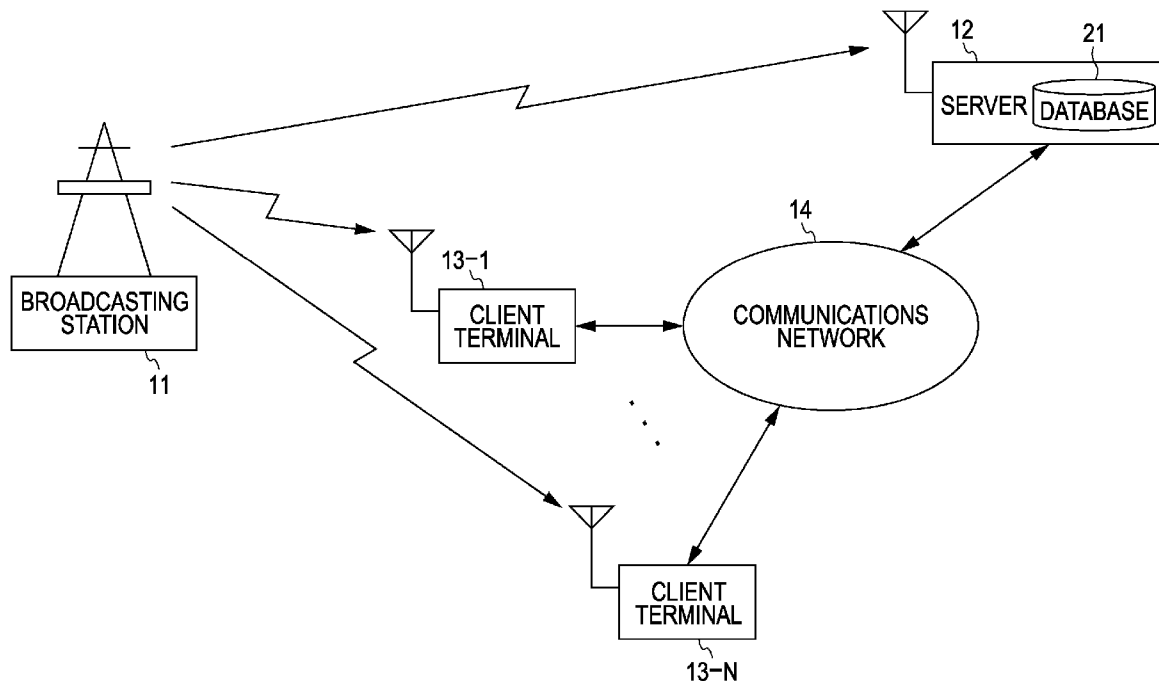 12
21
SERVER
DATABASE
14
13-1
BROADCASTING
STATION
CLIENT
TERMINAL
COMMUNICATIONS
NETWORK
11
CLIENT
TERMINAL
13-N